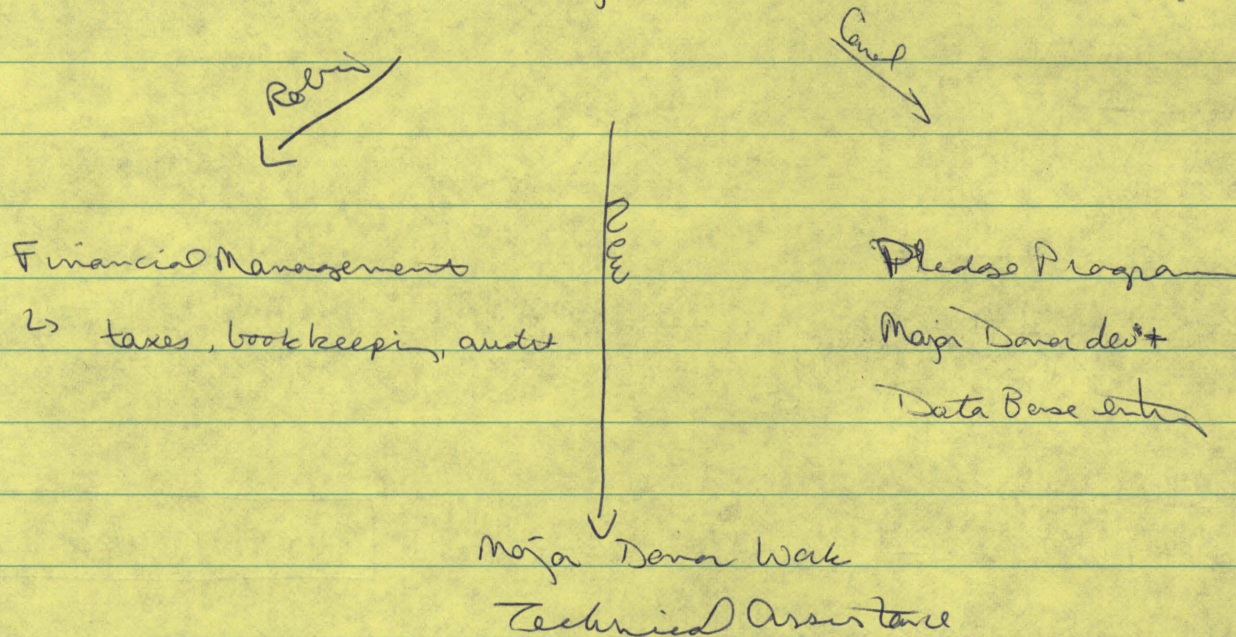 Robin
Carol
Financial Management
taxes, bookkeeping, audit
Pledge Program
Major Donor dev't
Data Base entry
Major Donor Work
Technical Assistance